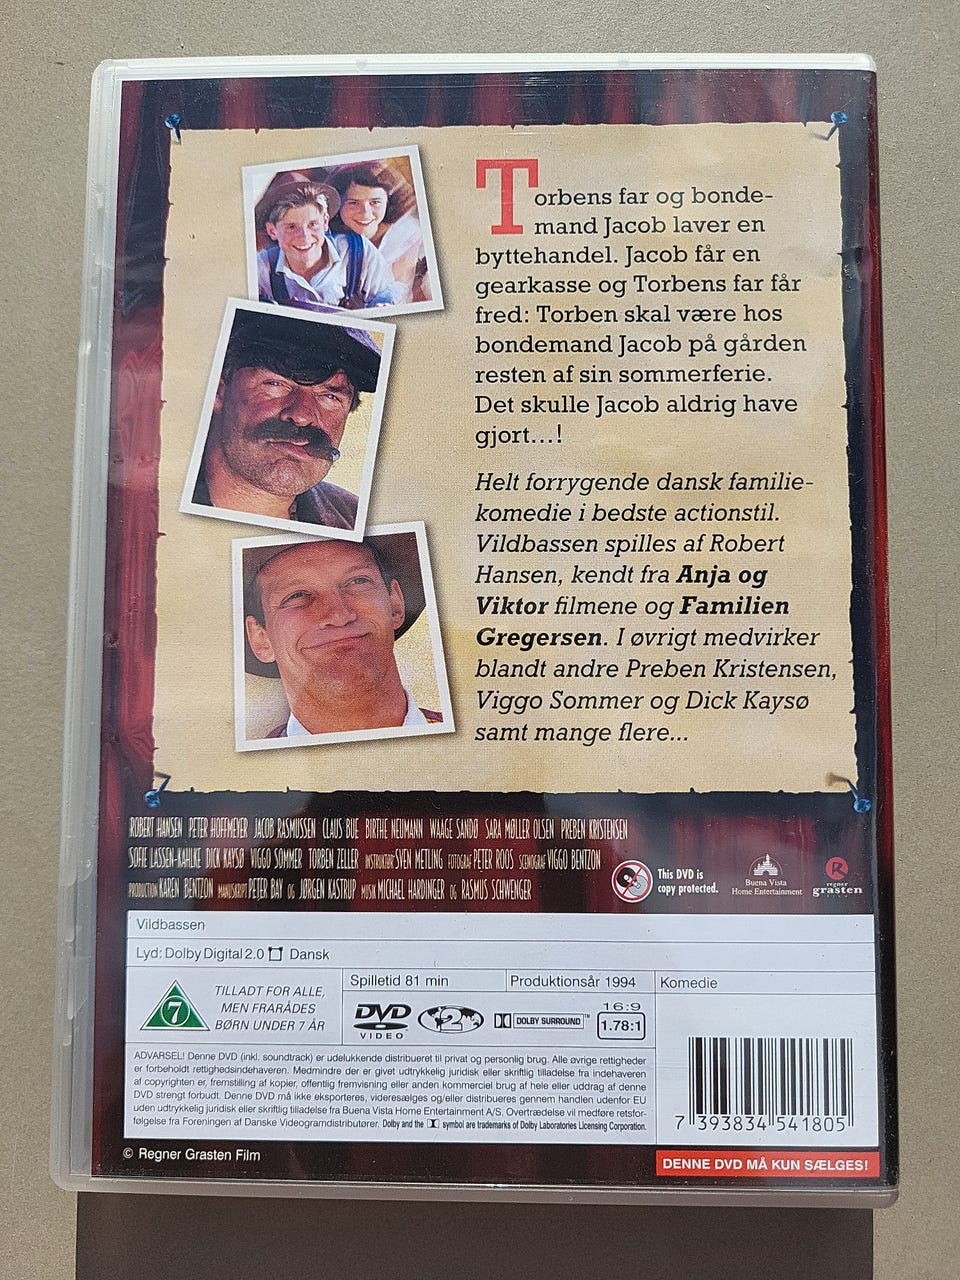 Torbens far og bonde-
mand Jacob laver en
byttehandel. Jacob får en
gearkasse og Torbens far får
fred: Torben skal være hos
bondemand Jacob på gården
resten af sin sommerferie.
Det skulle Jacob aldrig have
gjort...!
Helt forrygende dansk familie-
komedie i bedste actionstil.
Vildbassen spilles af Robert
Hansen, kendt fra Anja og
Viktor filmene og Familien
Gregersen. I øvrigt medvirker
blandt andre Preben Kristensen,
Viggo Sommer og Dick Kaysø
samt mange flere...
ROBERT HANSEN PETER HOFFMEYER JACOB RASMUSSEN CLAUS BUE BIRTHE NEUMANN WAAGE SANDØ SARA MØLLER OLSEN PREBEN KRISTENSEN
SOFIE LASSEN-KAHLKE DICK KAYSØ VIGGO SOMMER TORBEN ZELLER INSTRUKTØR SVEN METLING FOTOGRAF PETER ROOS SCENOGRAF VIGGO BENTZON
PRODUKTION KAREN BENTZON MANUSKRIPT PETER BAY OG JØRGEN KASTRUP MUSIK MICHAEL HARDINGER OG RASMUS SCHWENGER
This DVD is
copy protected.
Buena Vista
Home Entertainment
R
regner
grasten
FILM
Vildbassen
Lyd: Dolby Digital 2.0 Dansk
7
TILLADT FOR ALLE,
MEN FRARÅDES
BØRN UNDER 7 ÅR
Spilletid 81 min
Produktionsår 1994
Komedie
DVD
VIDEO
2
DOLBY SURROUND™
16:9
1.78:1
ADVARSEL! Denne DVD (inkl. soundtrack) er udelukkende distribueret til privat og personlig brug. Alle øvrige rettigheder
er forbeholdt rettighedsindehaveren. Medmindre der er givet udtrykkelig juridisk eller skriftlig tilladelse fra indehaveren
af copyrighten er, fremstilling af kopier, offentlig fremvisning eller anden kommerciel brug af hele eller uddrag af denne
DVD strengt forbudt. Denne DVD må ikke eksporteres, videresælges og/eller distribueres gennem handlen udenfor EU
uden udtrykkelig juridisk eller skriftlig tilladelse fra Buena Vista Home Entertainment A/S. Overtrædelse vil medføre retsfor-
følgelse fra Foreningen af Danske Videogramdistributører. Dolby and the symbol are trademarks of Dolby Laboratories Licensing Corporation.
7 393834 541805
© Regner Grasten Film
DENNE DVD MÅ KUN SÆLGES!